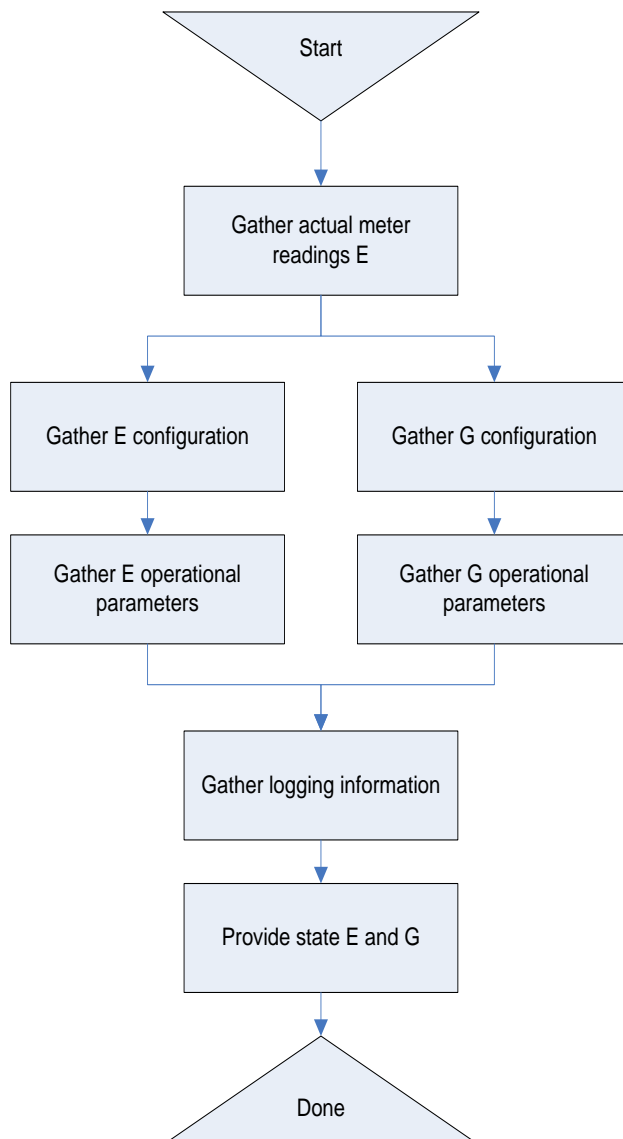 Start
Gather actual meter
readings E
Gather E configuration
Gather G configuration
Gather E operational
parameters
Gather G operational
parameters
Gather logging information
Provide state E and G
Done